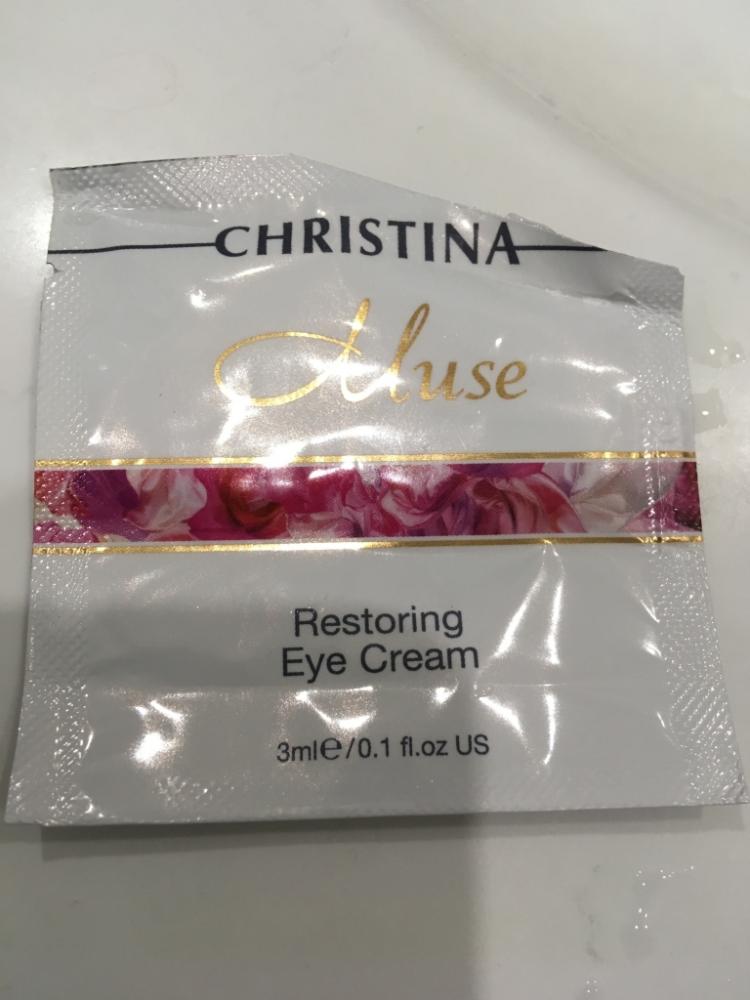 CHRISTINA
Muse
Restoring
Eye Cream
3ml℮/0.1 fl.oz US